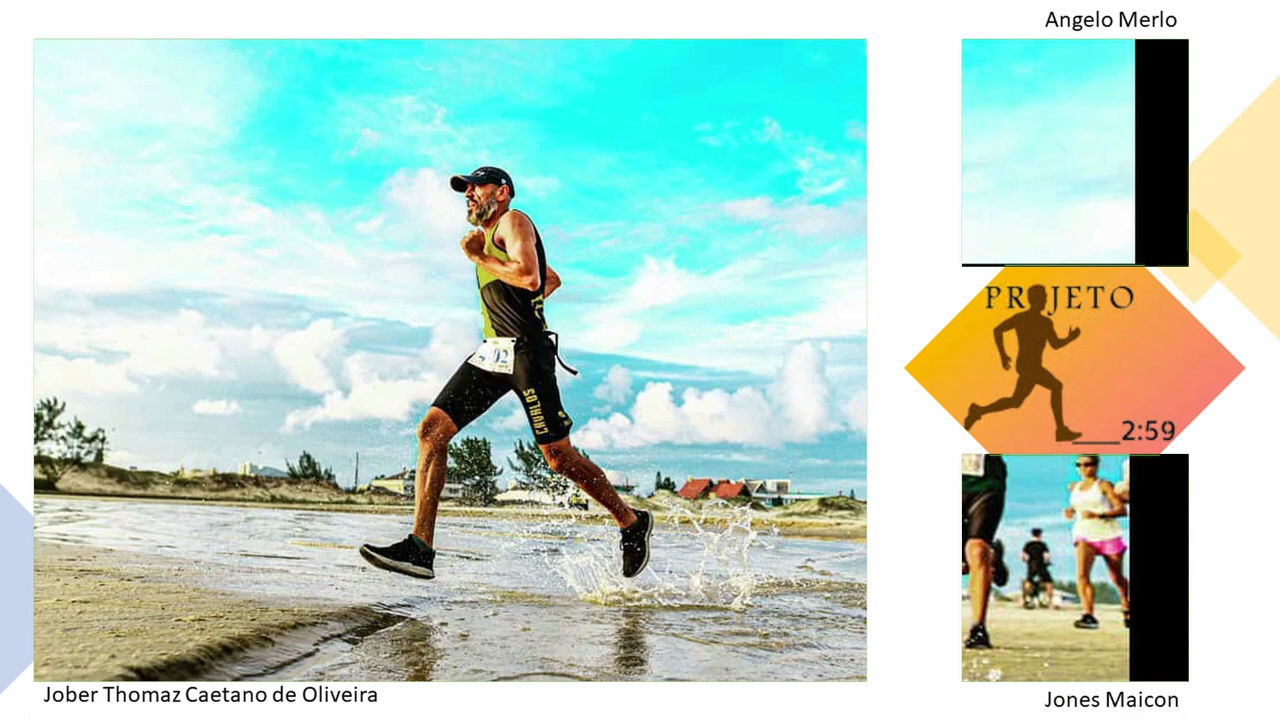 Angelo Merlo
PROJETO
2:59
CAVALOS
Jober Thomaz Caetano de Oliveira
Jones Maicon